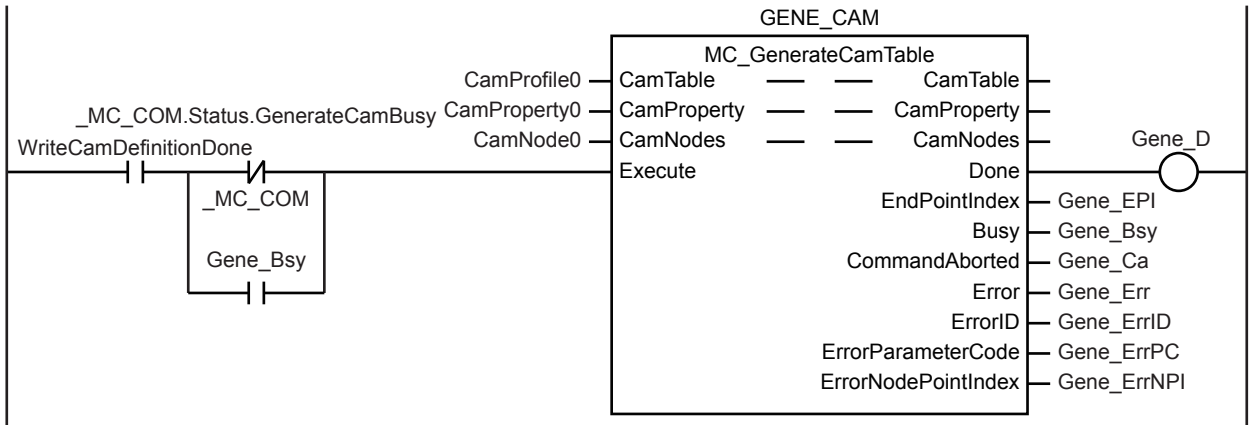 GENE_CAM
MC_GenerateCamTable
CamProfile0 CamTable CamTable
_MC_COM.Status.GenerateCamBusy CamProperty0 CamProperty CamProperty
WriteCamDefinitionDone CamNode0 CamNodes CamNodes Gene_D
Execute Done
_MC_COM EndPointIndex Gene_EPI
Busy Gene_Bsy
Gene_Bsy CommandAborted Gene_Ca
Error Gene_Err
ErrorID Gene_ErrID
ErrorParameterCode Gene_ErrPC
ErrorNodePointIndex Gene_ErrNPI